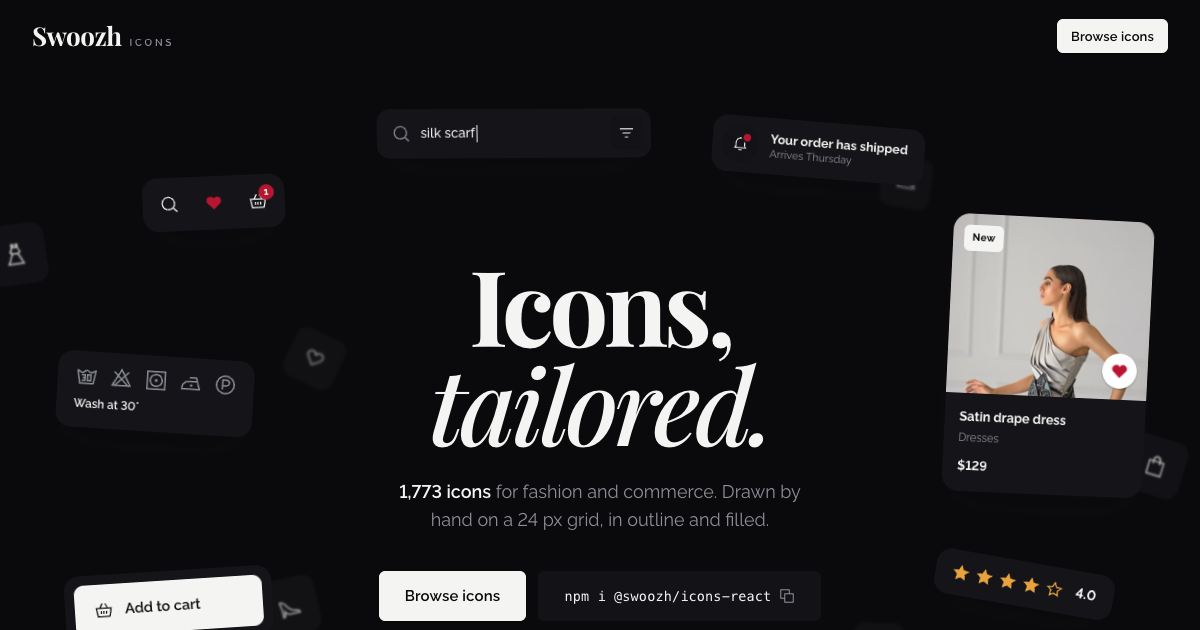 Swoozh ICONS
Browse icons
silk scarf
Your order has shipped
Arrives Thursday
1
New
Icons,
tailored.
30
P
Wash at 30°
Satin drape dress
Dresses
$129
1,773 icons for fashion and commerce. Drawn by
hand on a 24 px grid, in outline and filled.
Add to cart
Browse icons
npm i @swoozh/icons-react
4.0